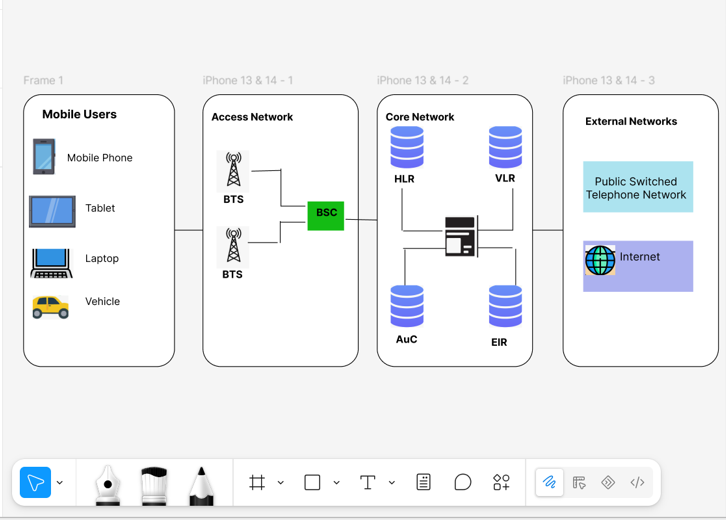 Frame 1
iPhone 13 & 14 - 1
iPhone 13 & 14 - 2
iPhone 13 & 14 - 3
Mobile Users
Mobile Phone
Tablet
Laptop
Vehicle
Access Network
BTS
BTS
BSC
Core Network
HLR
VLR
AuC
EIR
External Networks
Public Switched
Telephone Network
Internet